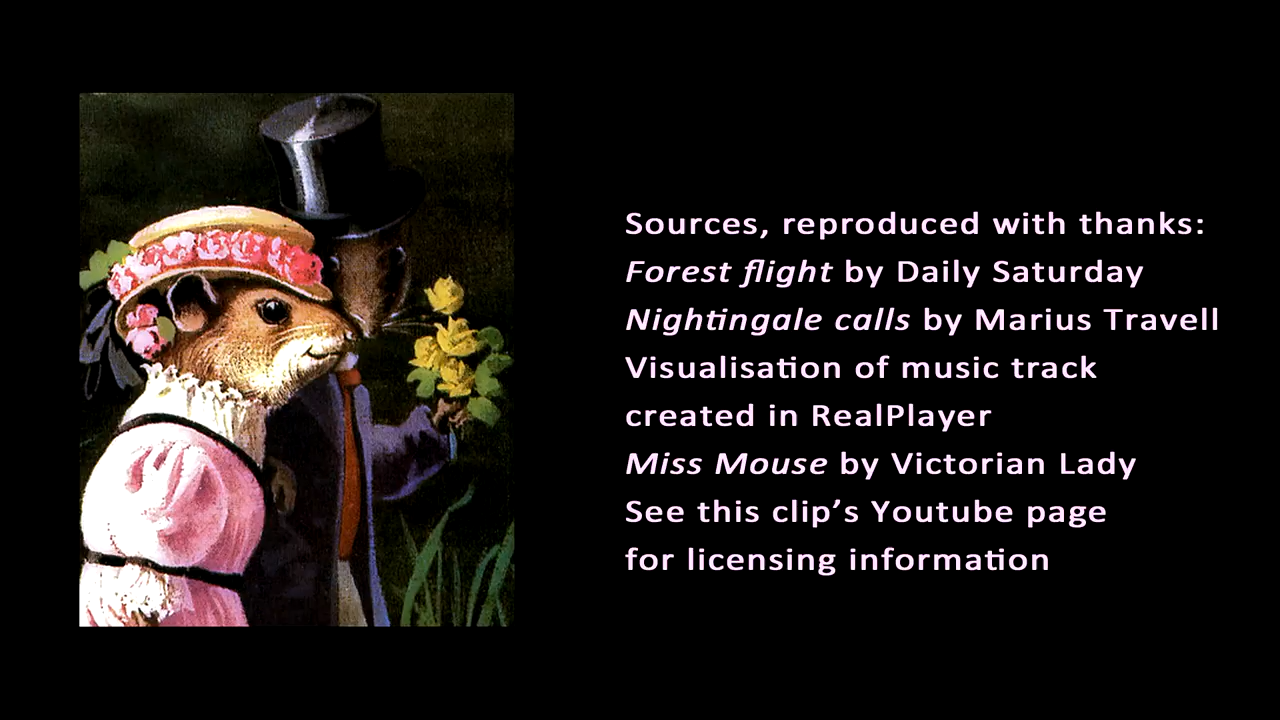 Sources, reproduced with thanks:
Forest flight by Daily Saturday
Nightingale calls by Marius Travell
Visualisation of music track
created in RealPlayer
Miss Mouse by Victorian Lady
See this clip’s Youtube page
for licensing information